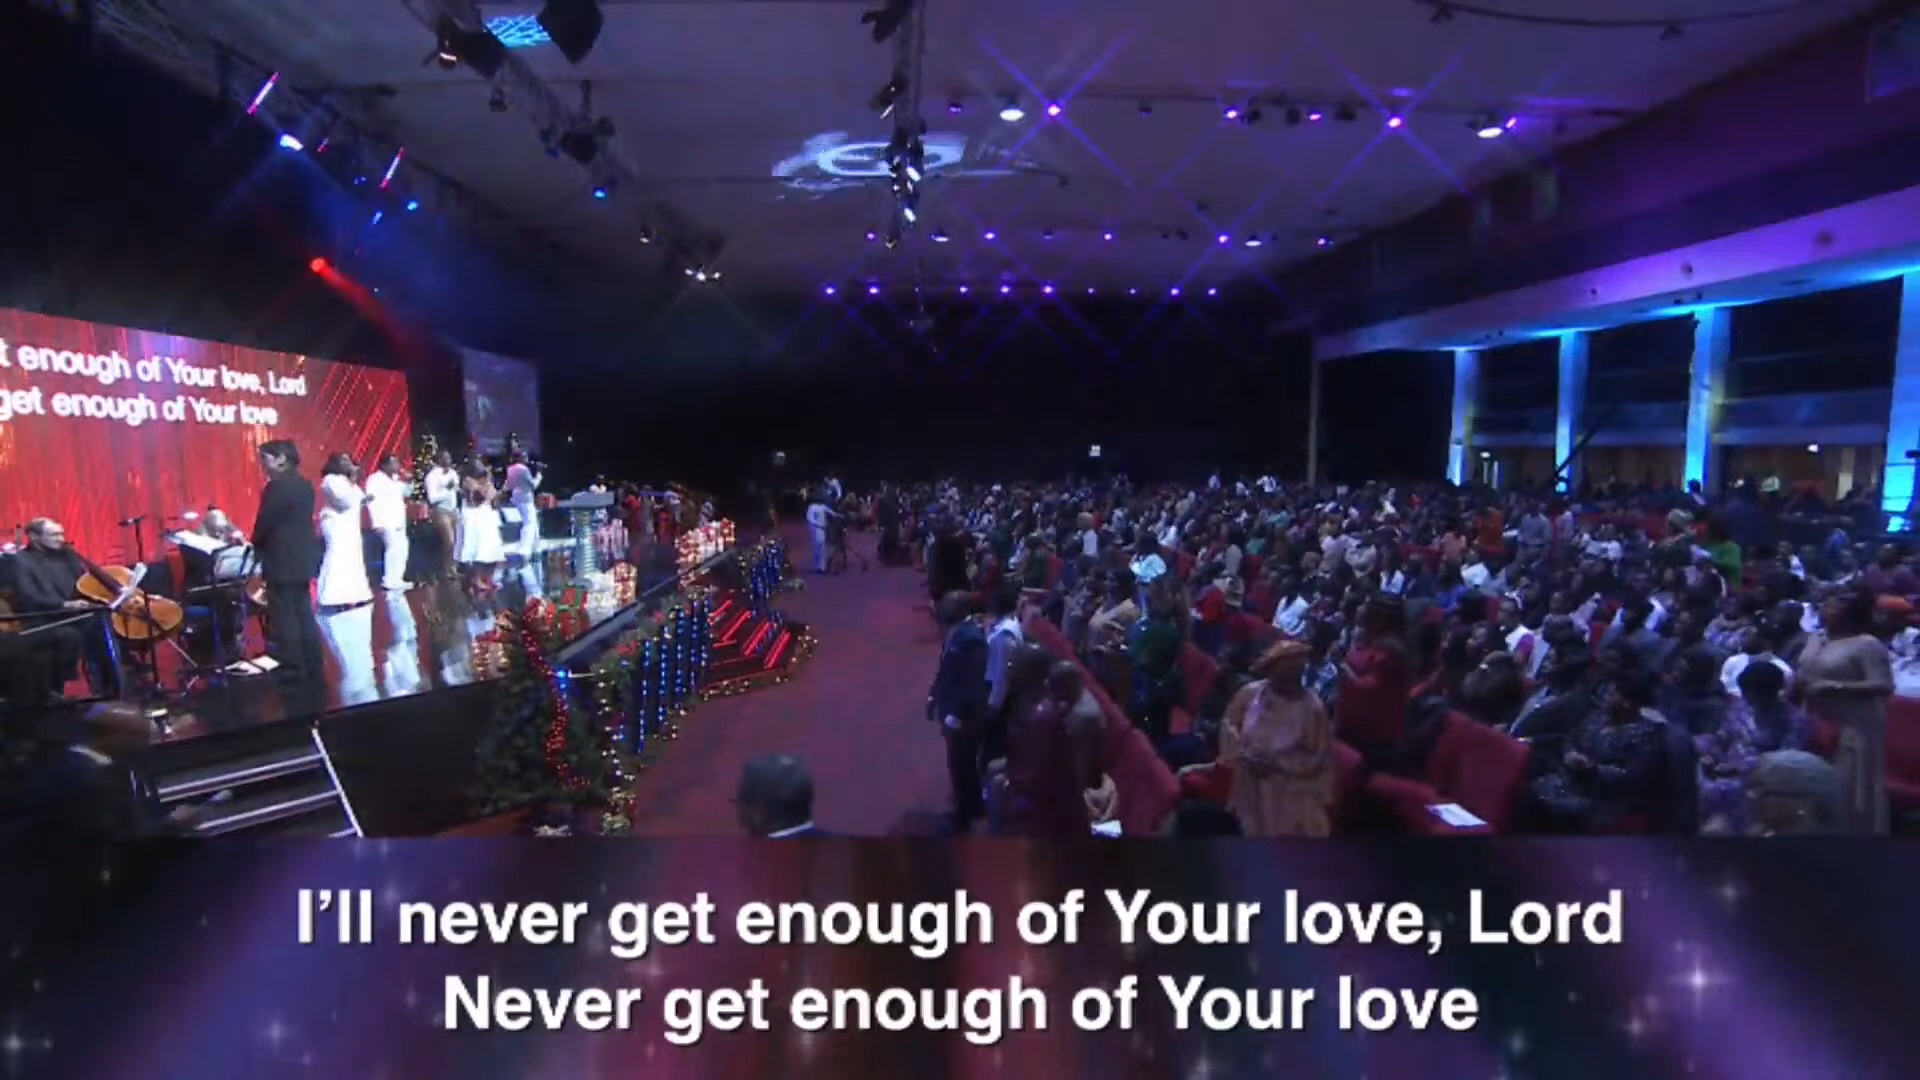 t enough of Your love, Lord
get enough of Your love
I'll never get enough of Your love, Lord
Never get enough of Your love